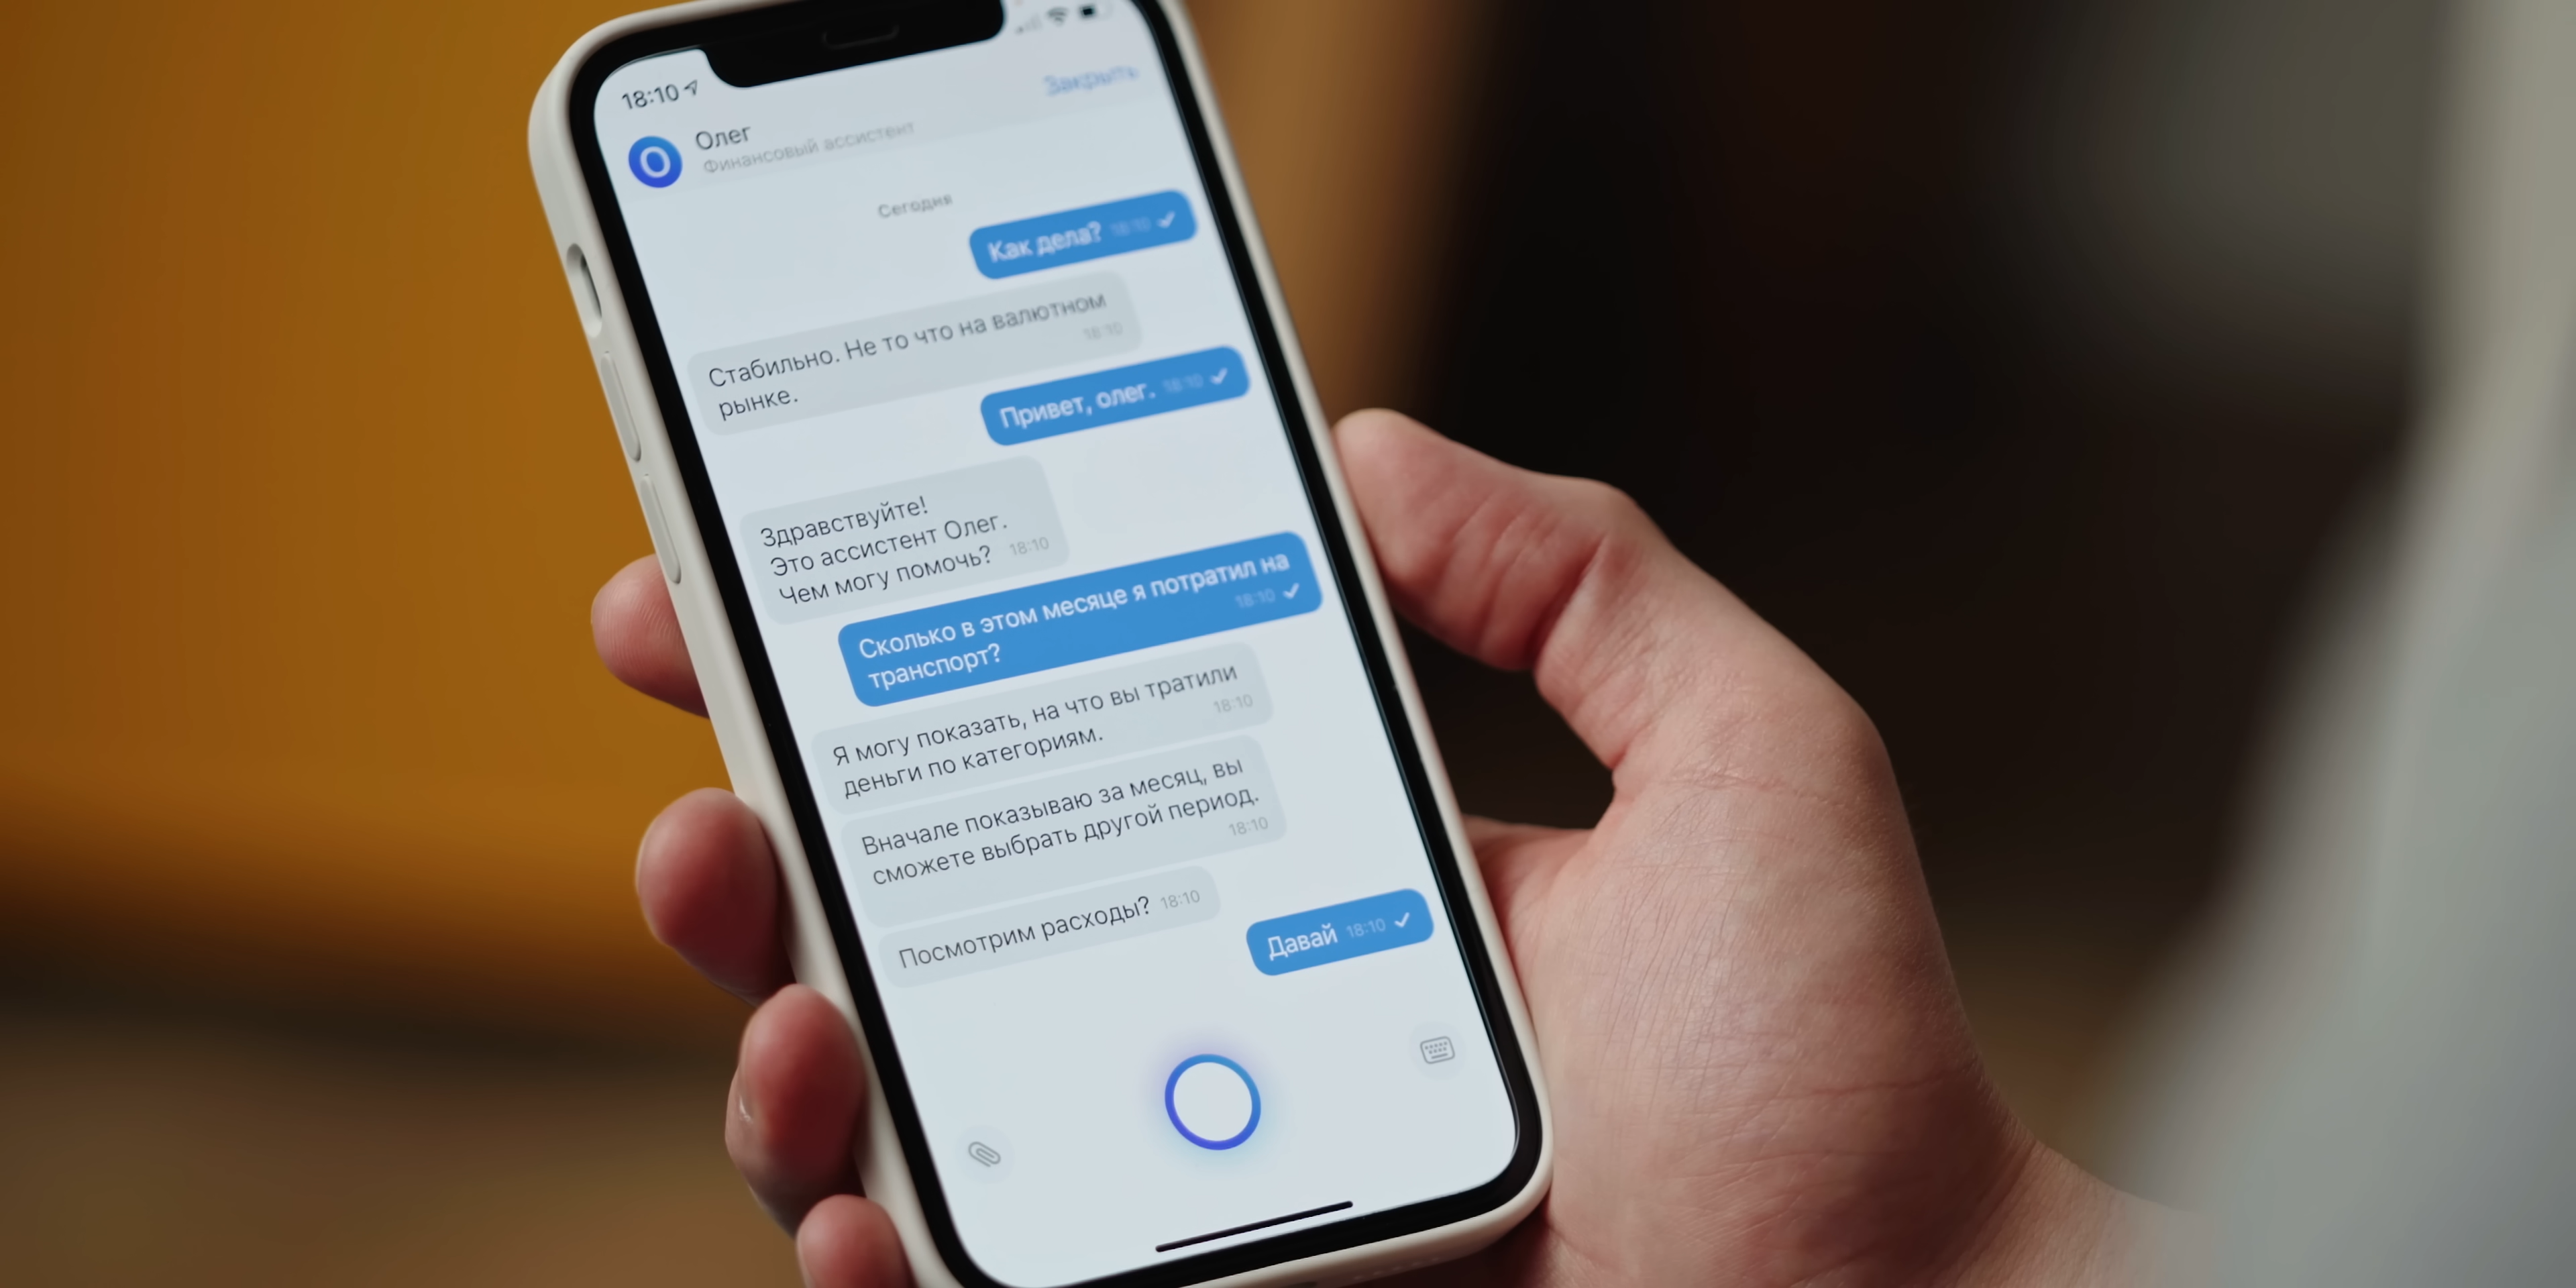 18:10
Закрыть
Олег
Финансовый ассистент
Сегодня
Как дела? 18:10
Стабильно. Не то что на валютном
рынке. 18:10
Привет, олег. 18:10
Здравствуйте!
Это ассистент Олег.
Чем могу помочь? 18:10
Сколько в этом месяце я потратил на
транспорт? 18:10
Я могу показать, на что вы тратили
деньги по категориям. 18:10
Вначале показываю за месяц, вы
сможете выбрать другой период.
18:10
Посмотрим расходы? 18:10
Давай 18:10